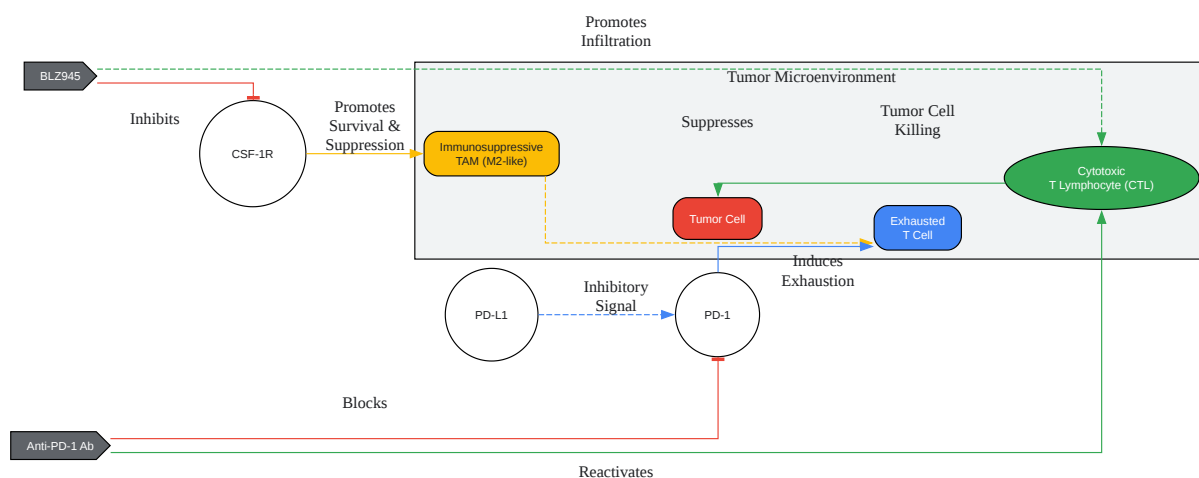 Promotes
Infiltration
BLZ945
Tumor Microenvironment
Inhibits
Promotes
Survival &
Suppression
Suppresses
Tumor Cell
Killing
CSF-1R
Immunosuppressive
TAM (M2-like)
Cytotoxic
T Lymphocyte (CTL)
Tumor Cell
Exhausted
T Cell
Induces
Exhaustion
Inhibitory
Signal
PD-L1
PD-1
Blocks
Anti-PD-1 Ab
Reactivates